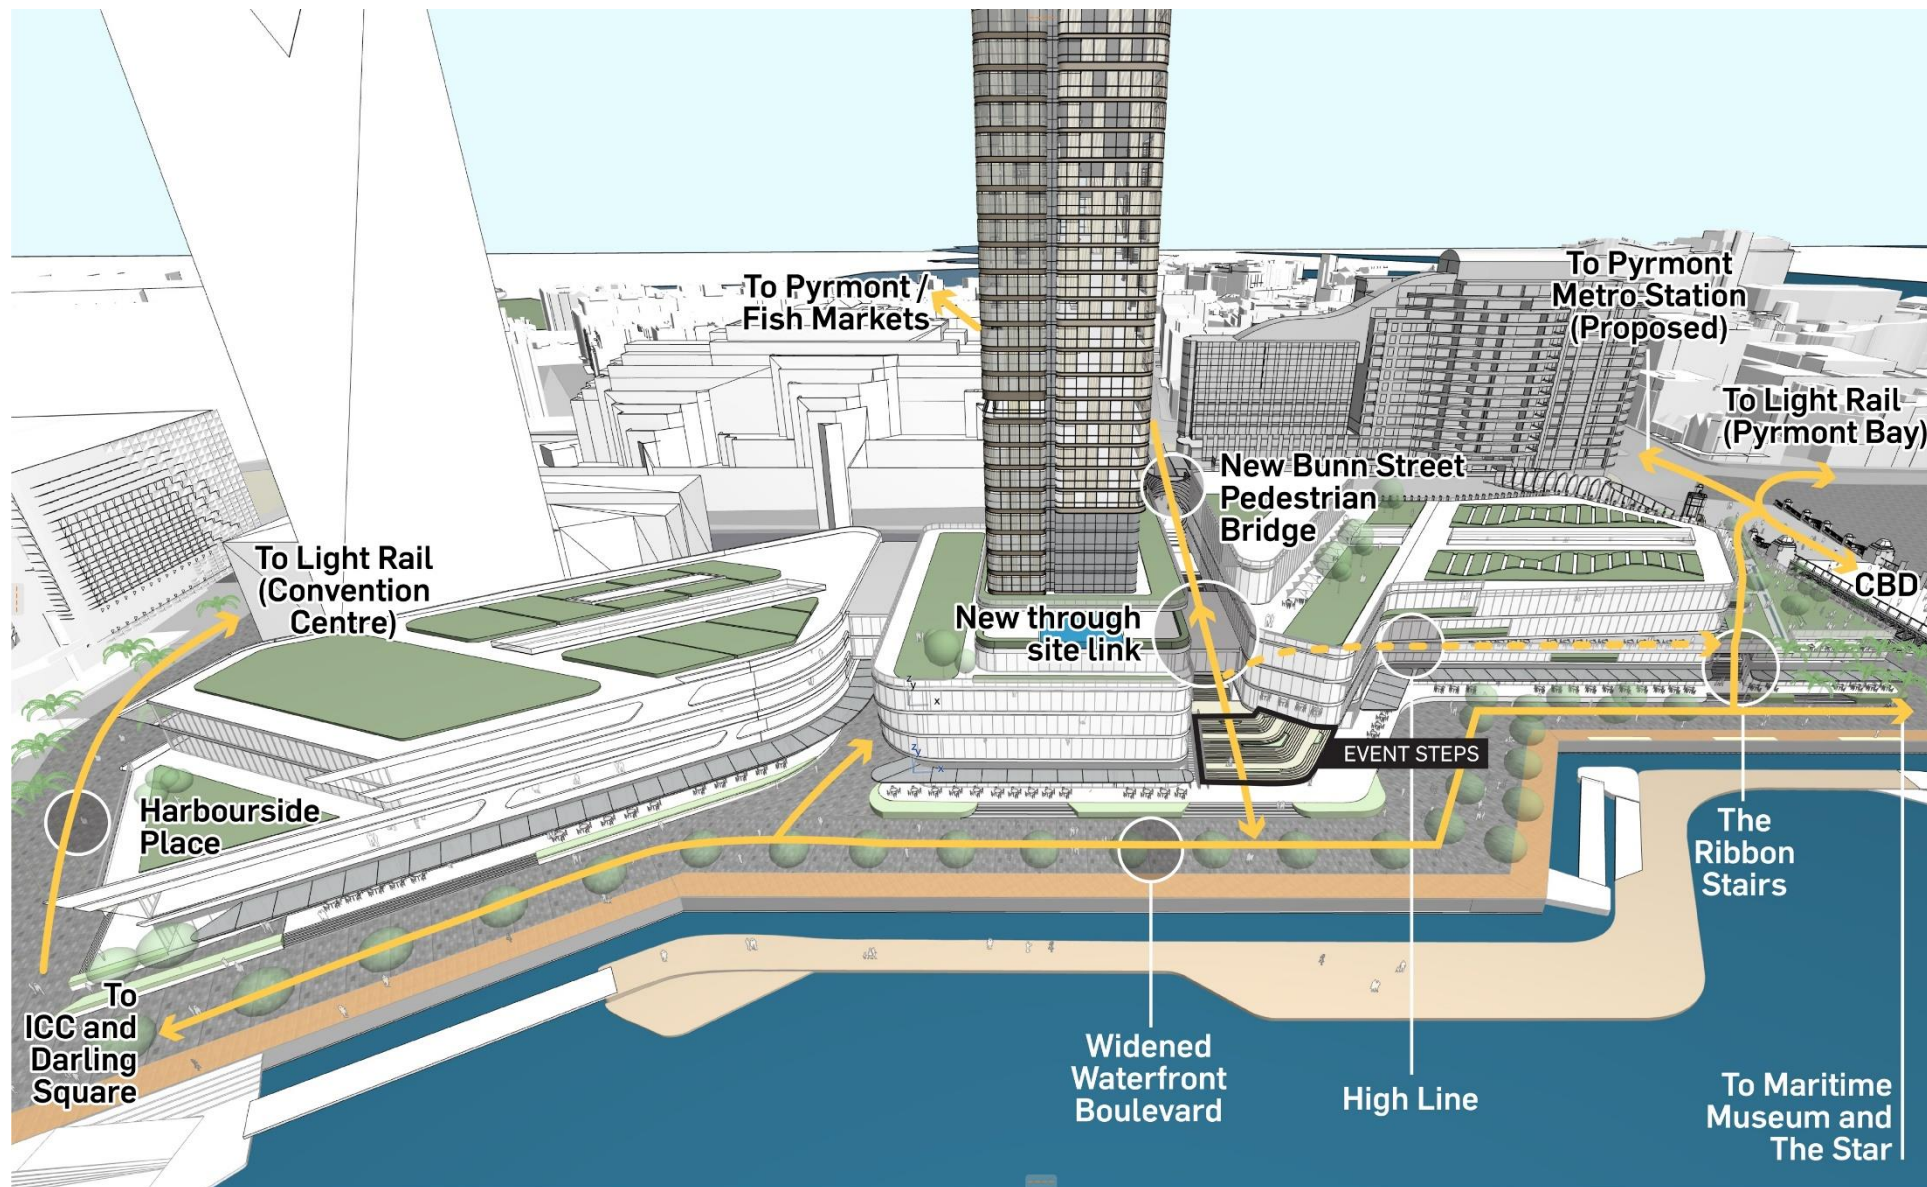 To Pyrmont /
Fish Markets
To Pyrmont
Metro Station
(Proposed)
To Light Rail
(Pyrmont Bay)
New Bunn Street
Pedestrian
Bridge
To Light Rail
(Convention
Centre)
CBD
New through
site link
EVENT STEPS
Harbourside
Place
The
Ribbon
Stairs
To
ICC and
Darling
Square
Widened
Waterfront
Boulevard
High Line
To Maritime
Museum and
The Star
z
y
x
z
y
x